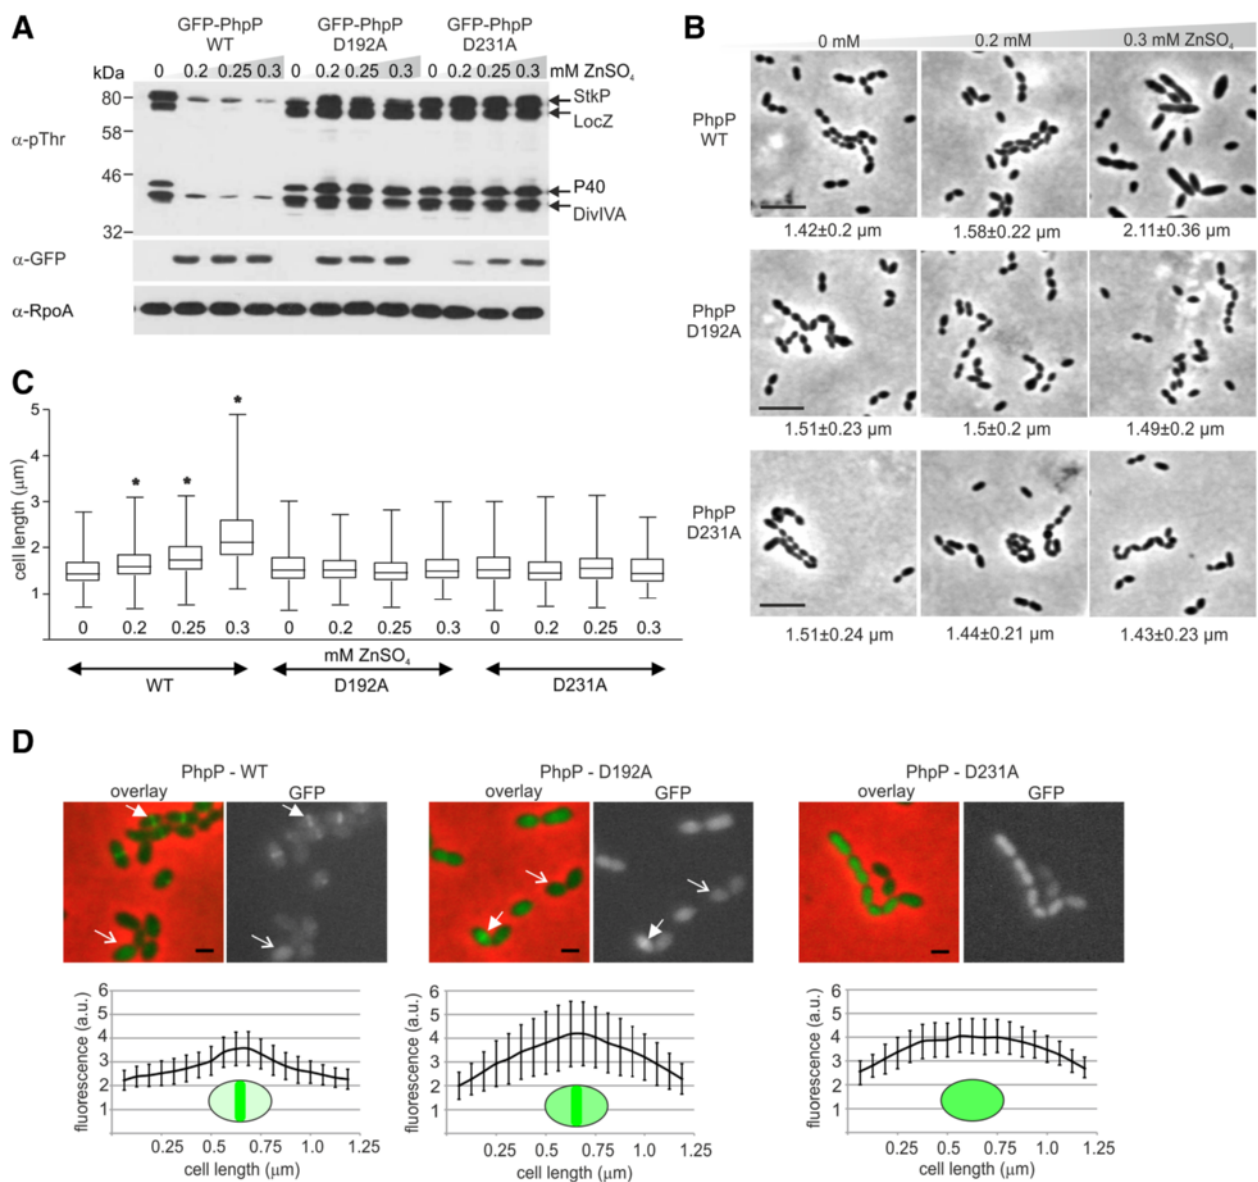 A
GFP-PhpP GFP-PhpP GFP-PhpP
WT D192A D231A
kDa 0 0.2 0.25 0.3 0 0.2 0.25 0.3 0 0.2 0.25 0.3 mM ZnSO₄
80
StkP
LocZ
58
α-pThr
46
P40
DivIVA
32
α-GFP
α-RpoA
B
0 mM 0.2 mM 0.3 mM ZnSO₄
PhpP
WT
1.42±0.2 µm 1.58±0.22 µm 2.11±0.36 µm
PhpP
D192A
1.51±0.23 µm 1.5±0.2 µm 1.49±0.2 µm
PhpP
D231A
1.51±0.24 µm 1.44±0.21 µm 1.43±0.23 µm
C
cell length (µm)
5
4
3
2
1
* * *
0 0.2 0.25 0.3 0 0.2 0.25 0.3 0 0.2 0.25 0.3
mM ZnSO₄
WT D192A D231A
D
PhpP - WT PhpP - D192A PhpP - D231A
overlay GFP overlay GFP overlay GFP
fluorescence (a.u.)
6
5
4
3
2
1
0.25 0.5 0.75 1.0 1.25
cell length (µm)
fluorescence (a.u.)
6
5
4
3
2
1
0.25 0.5 0.75 1.0 1.25
cell length (µm)
fluorescence (a.u.)
6
5
4
3
2
1
0.25 0.5 0.75 1.0 1.25
cell length (µm)